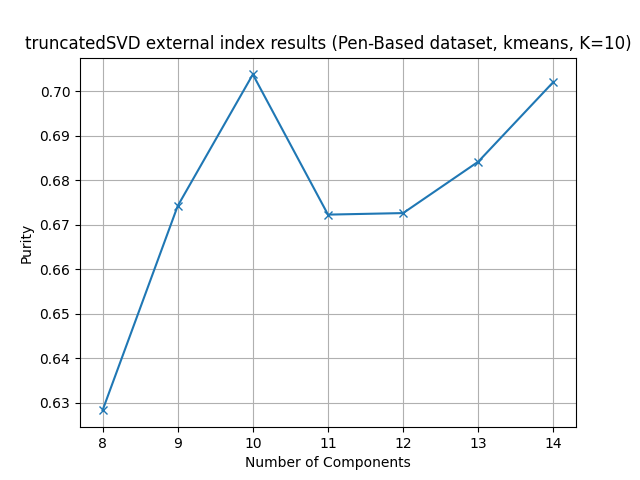 truncatedSVD external index results (Pen-Based dataset, kmeans, K=10)
0.70
0.69
0.68
0.67
0.66
0.65
0.64
0.63
Purity
8 9 10 11 12 13 14
Number of Components